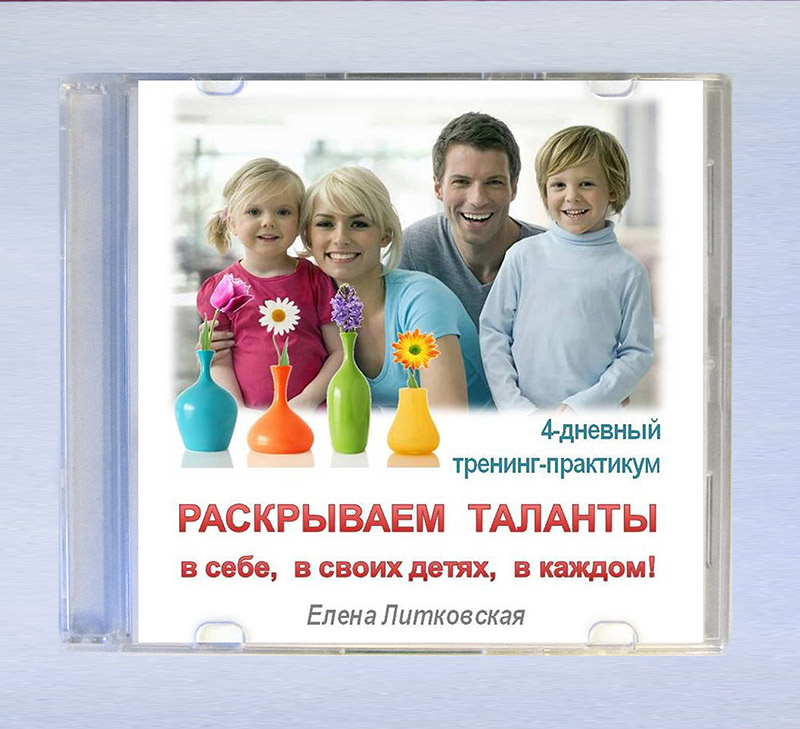 4-дневный
тренинг-практикум
РАСКРЫВАЕМ ТАЛАНТЫ
в себе, в своих детях, в каждом!
Елена Литковская